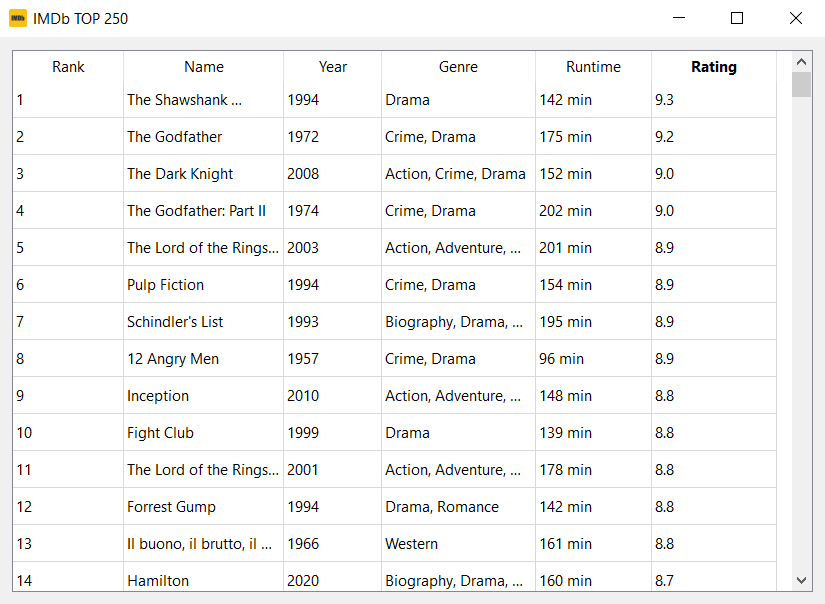 IMDb IMDb TOP 250
Rank Name Year Genre Runtime Rating
1 The Shawshank ... 1994 Drama 142 min 9.3
2 The Godfather 1972 Crime, Drama 175 min 9.2
3 The Dark Knight 2008 Action, Crime, Drama 152 min 9.0
4 The Godfather: Part II 1974 Crime, Drama 202 min 9.0
5 The Lord of the Rings... 2003 Action, Adventure, ... 201 min 8.9
6 Pulp Fiction 1994 Crime, Drama 154 min 8.9
7 Schindler's List 1993 Biography, Drama, ... 195 min 8.9
8 12 Angry Men 1957 Crime, Drama 96 min 8.9
9 Inception 2010 Action, Adventure, ... 148 min 8.8
10 Fight Club 1999 Drama 139 min 8.8
11 The Lord of the Rings... 2001 Action, Adventure, ... 178 min 8.8
12 Forrest Gump 1994 Drama, Romance 142 min 8.8
13 Il buono, il brutto, il ... 1966 Western 161 min 8.8
14 Hamilton 2020 Biography, Drama, ... 160 min 8.7